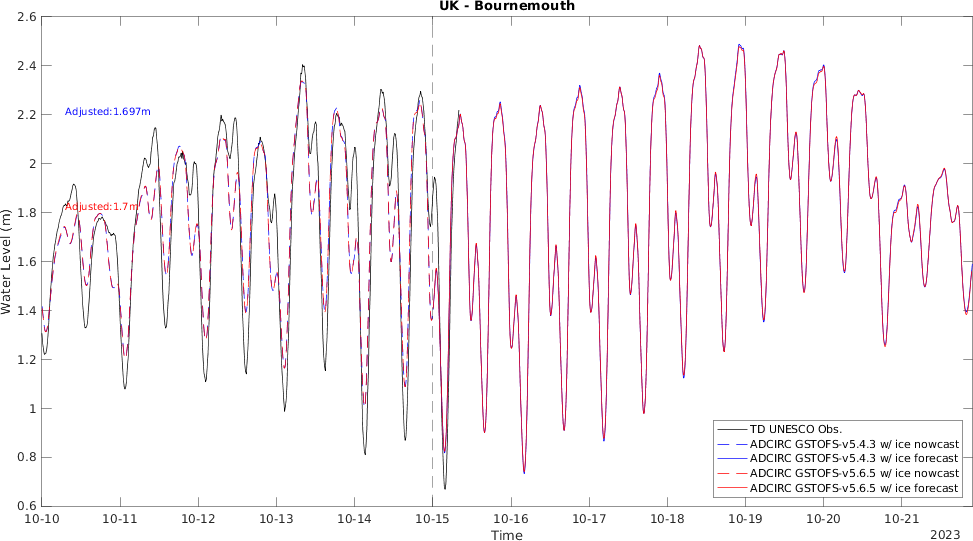 UK - Bournemouth
2.6
2.4
2.2
2
1.8
1.6
1.4
1.2
1
0.8
0.6
Water Level (m)
Adjusted:1.697m
Adjusted:1.7m
TD UNESCO Obs.
ADCIRC GSTOFS-v5.4.3 w/ ice nowcast
ADCIRC GSTOFS-v5.4.3 w/ ice forecast
ADCIRC GSTOFS-v5.6.5 w/ ice nowcast
ADCIRC GSTOFS-v5.6.5 w/ ice forecast
10-10 10-11 10-12 10-13 10-14 10-15 10-16 10-17 10-18 10-19 10-20 10-21
Time
2023